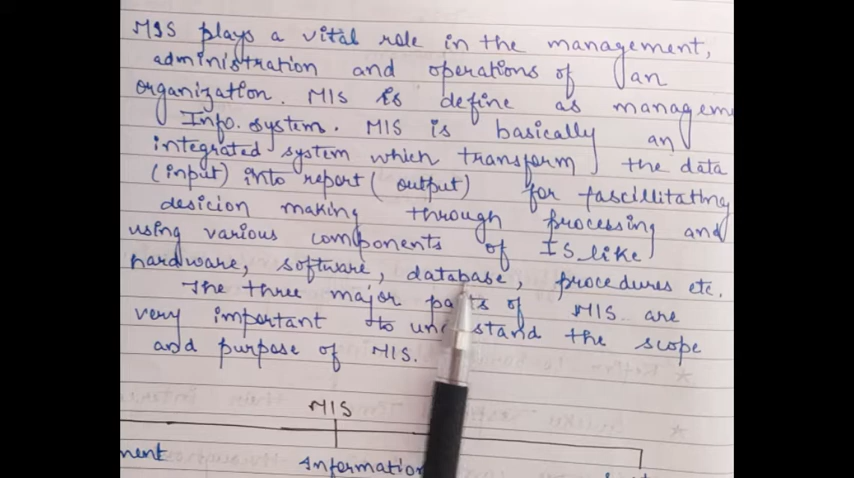 MIS plays a vital role in the management,
administration and operations of an
organization. MIS is define as managem
Info. system. MIS is basically an
integrated system which transform the data
(input) into report (output) for fascillitating
desicion making through processing and
using various components of IS like
hardware, software, database, procedures etc.
The three major parts of MIS are
very important to understand the scope
and purpose of MIS.
MIS
ment Information